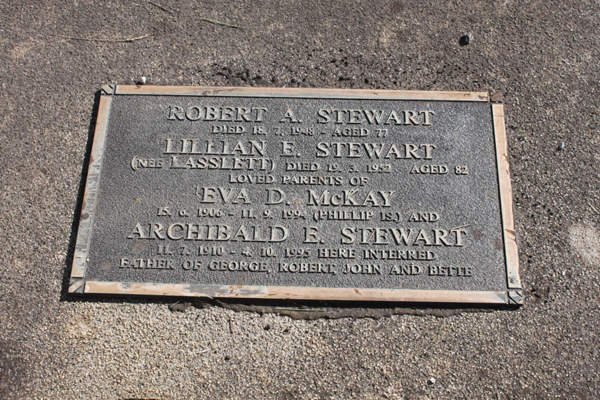 ROBERT A. STEWART
DIED 18. 7. 1948 - AGED 77
LILLIAN E. STEWART
(NEE LASSLETT) DIED 19. 3. 1952 AGED 82
LOVED PARENTS OF
EVA D. McKAY
15. 6. 1906 - 11. 9. 1994 (PHILLIP IS.) AND
ARCHIBALD E. STEWART
11. 7. 1910 - 4. 10. 1995 HERE INTERRED
FATHER OF GEORGE, ROBERT, JOHN AND BETTE